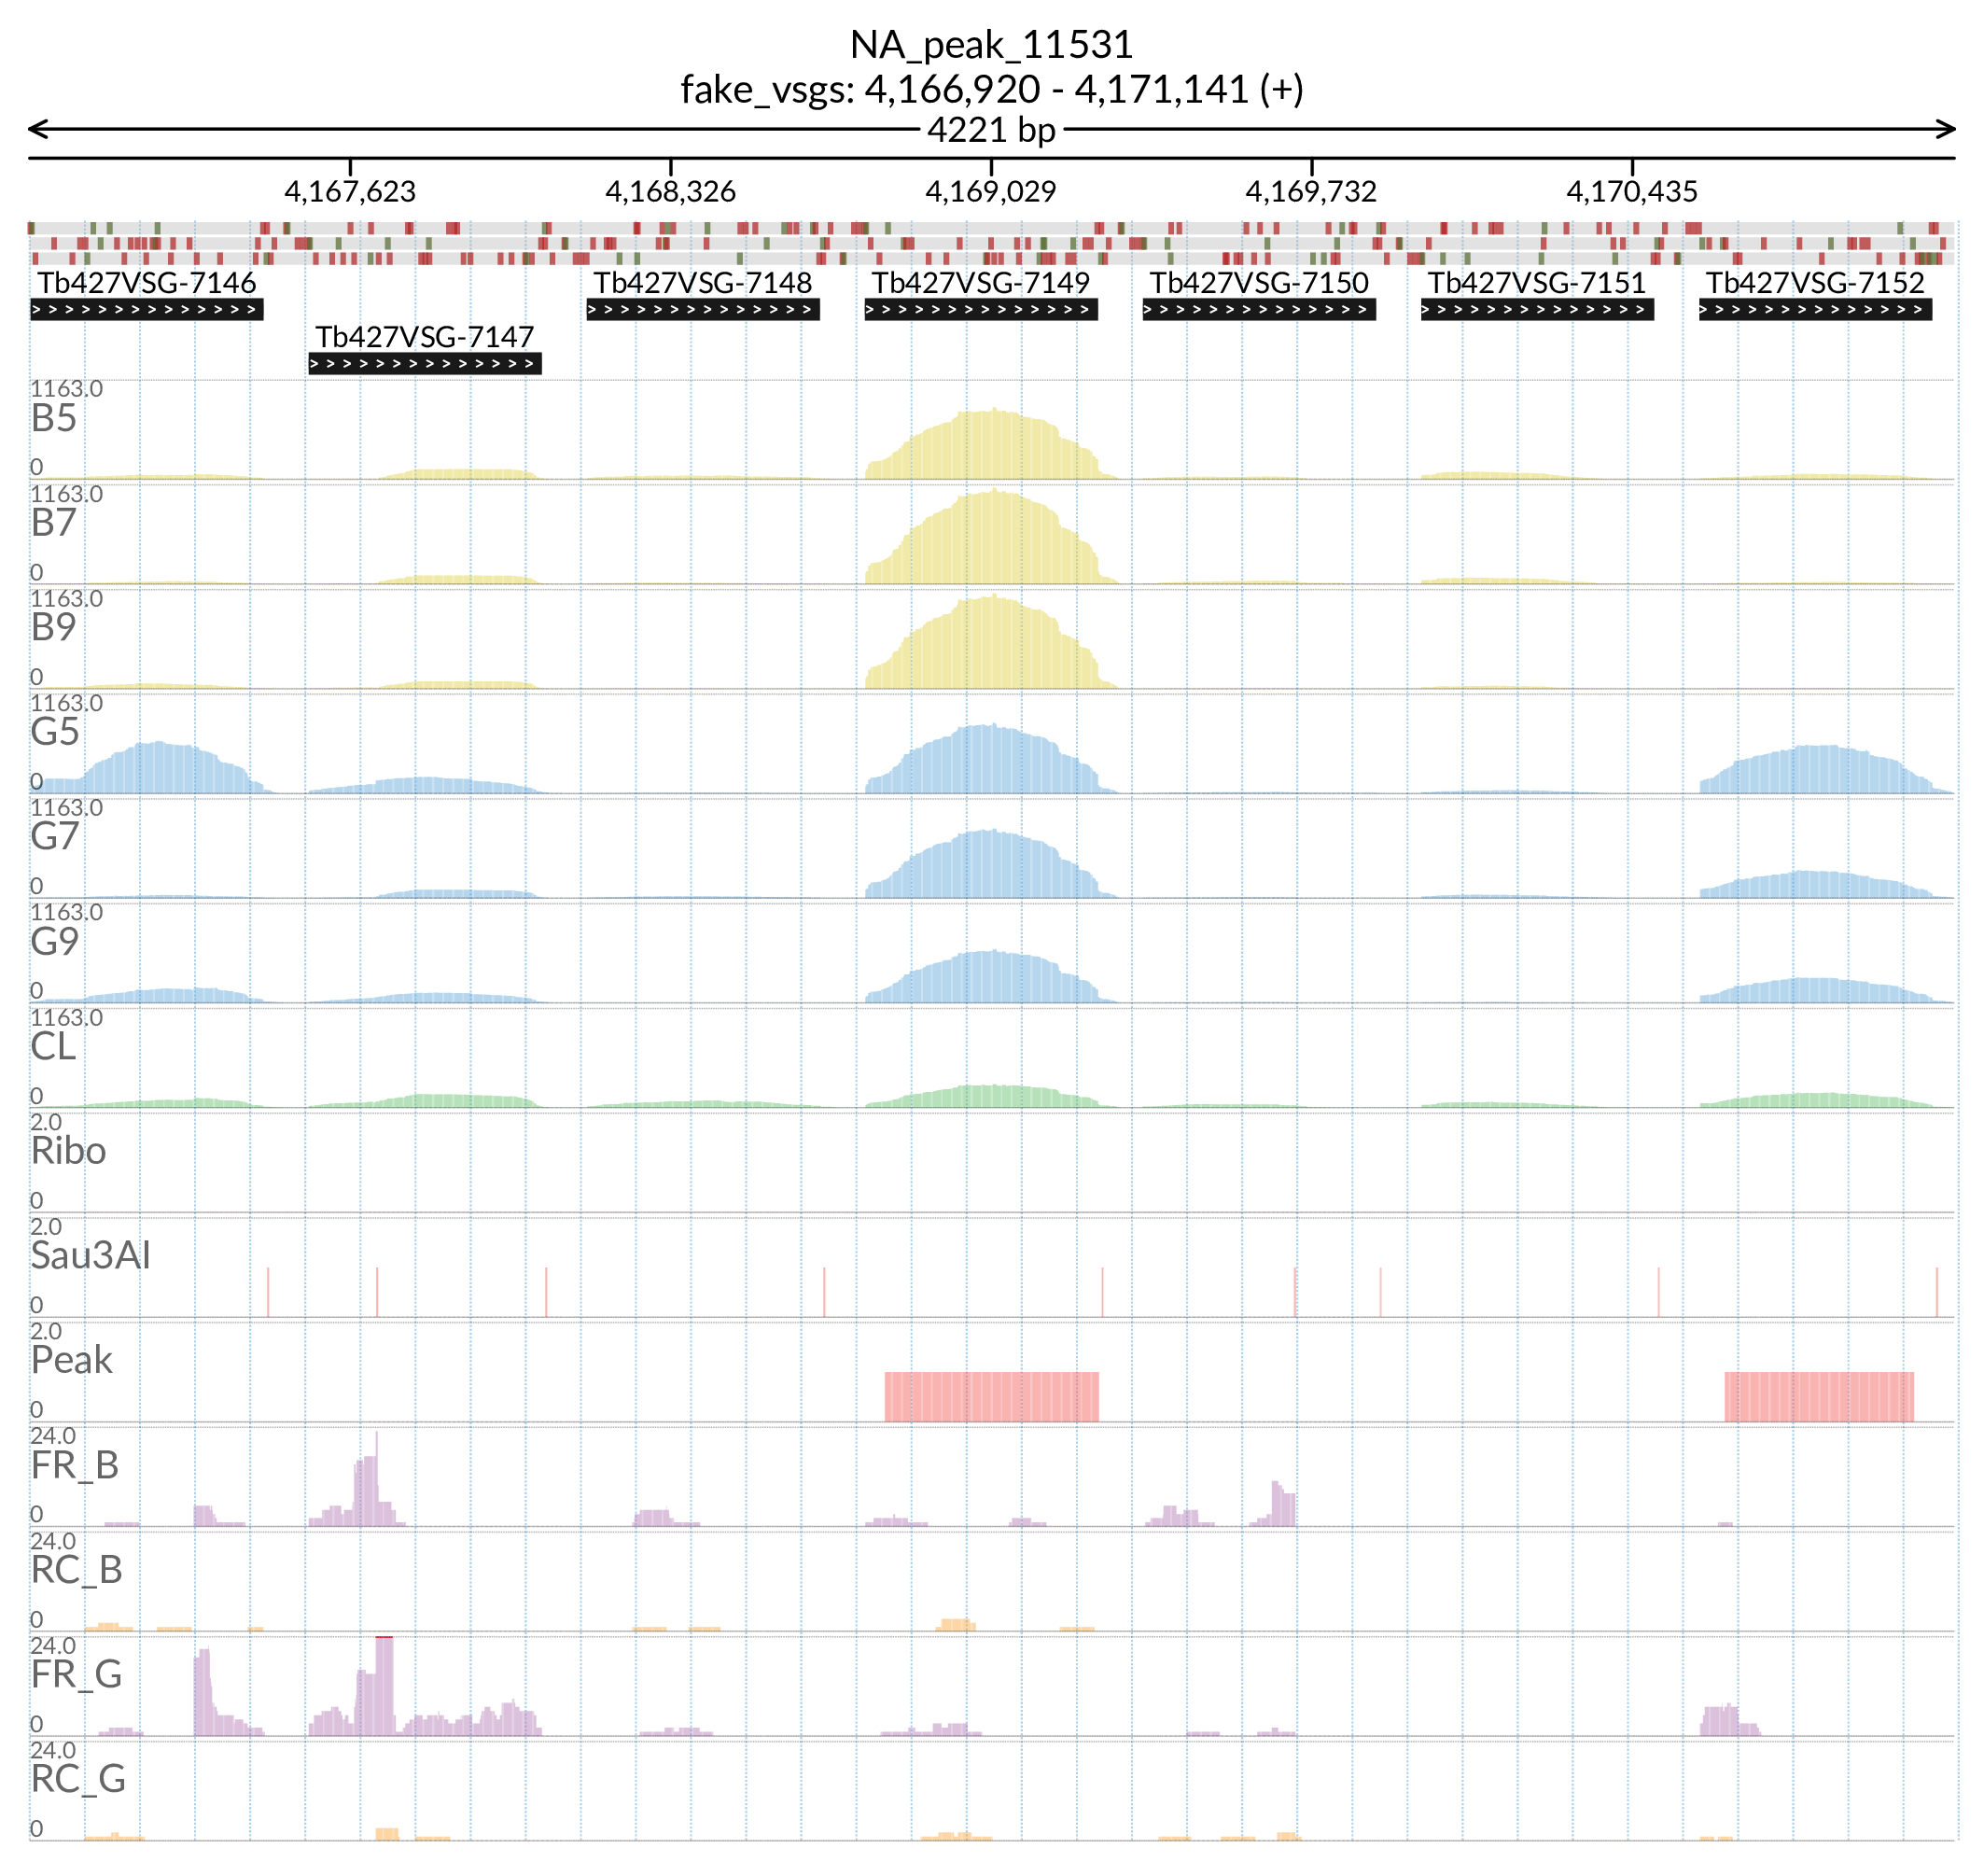 NA_peak_11531
fake_vsgs: 4,166,920 - 4,171,141 (+)
4221 bp
4,167,623 4,168,326 4,169,029 4,169,732 4,170,435
Tb427VSG-7146 Tb427VSG-7148 Tb427VSG-7149 Tb427VSG-7150 Tb427VSG-7151 Tb427VSG-7152
Tb427VSG-7147
1163.0
B5
0
1163.0
B7
0
1163.0
B9
0
1163.0
G5
0
1163.0
G7
0
1163.0
G9
0
1163.0
CL
0
2.0
Ribo
0
2.0
Sau3AI
0
2.0
Peak
0
24.0
FR_B
0
24.0
RC_B
0
24.0
FR_G
0
24.0
RC_G
0